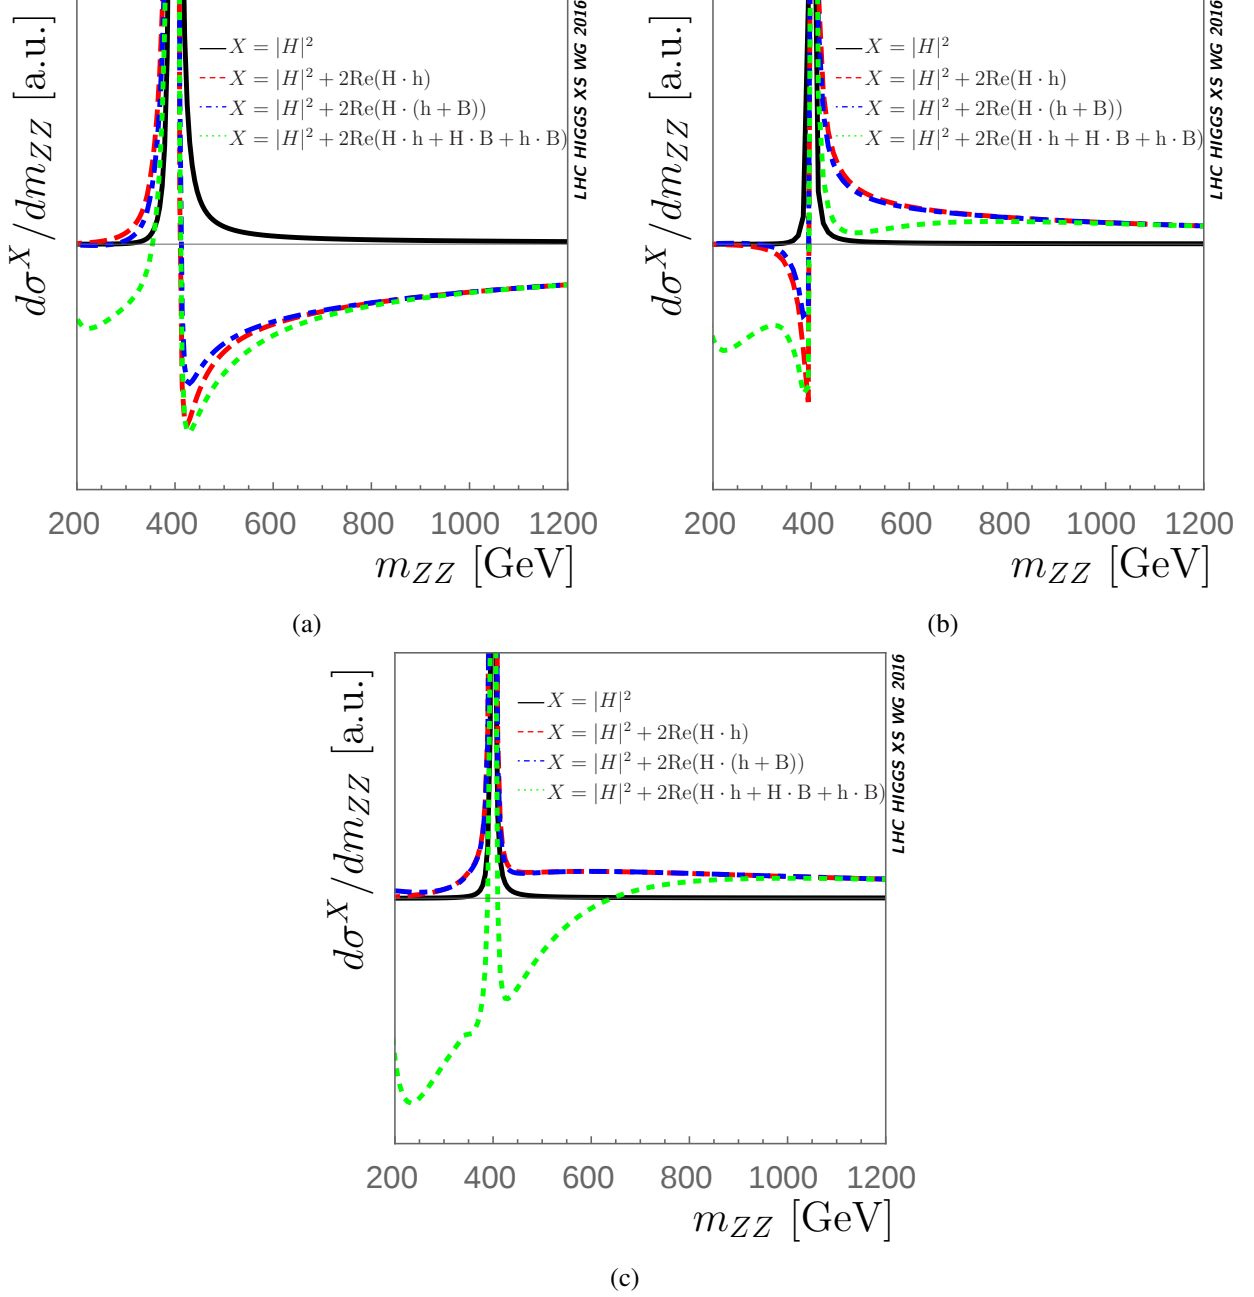 dσ^X/dm_ZZ [a.u.]
X = |H|²
X = |H|² + 2Re(H · h)
X = |H|² + 2Re(H · (h + B))
X = |H|² + 2Re(H · h + H · B + h · B)
LHC HIGGS XS WG 2016
200 400 600 800 1000 1200
m_ZZ [GeV]
(a)
dσ^X/dm_ZZ [a.u.]
X = |H|²
X = |H|² + 2Re(H · h)
X = |H|² + 2Re(H · (h + B))
X = |H|² + 2Re(H · h + H · B + h · B)
LHC HIGGS XS WG 2016
200 400 600 800 1000 1200
m_ZZ [GeV]
(b)
dσ^X/dm_ZZ [a.u.]
X = |H|²
X = |H|² + 2Re(H · h)
X = |H|² + 2Re(H · (h + B))
X = |H|² + 2Re(H · h + H · B + h · B)
LHC HIGGS XS WG 2016
200 400 600 800 1000 1200
m_ZZ [GeV]
(c)